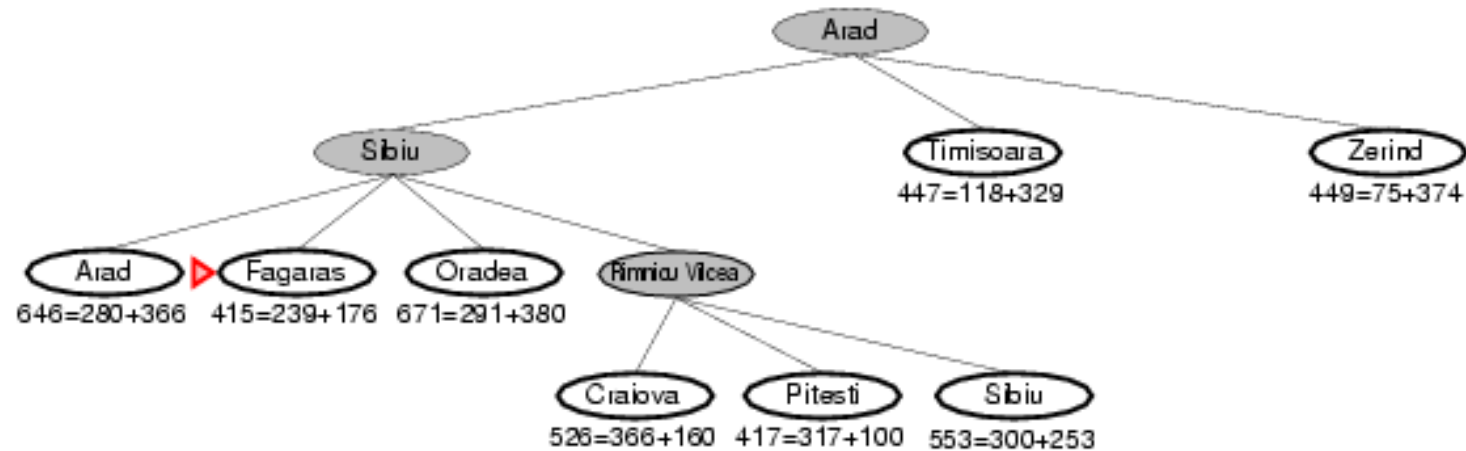 Arad
Sibiu
Timisoara
Zerind
447=118+329
449=75+374
Arad
Fagaras
Oradea
Rimnicu Vilcea
646=280+366
415=239+176
671=291+380
Craiova
Pitesti
Sibiu
526=366+160
417=317+100
553=300+253